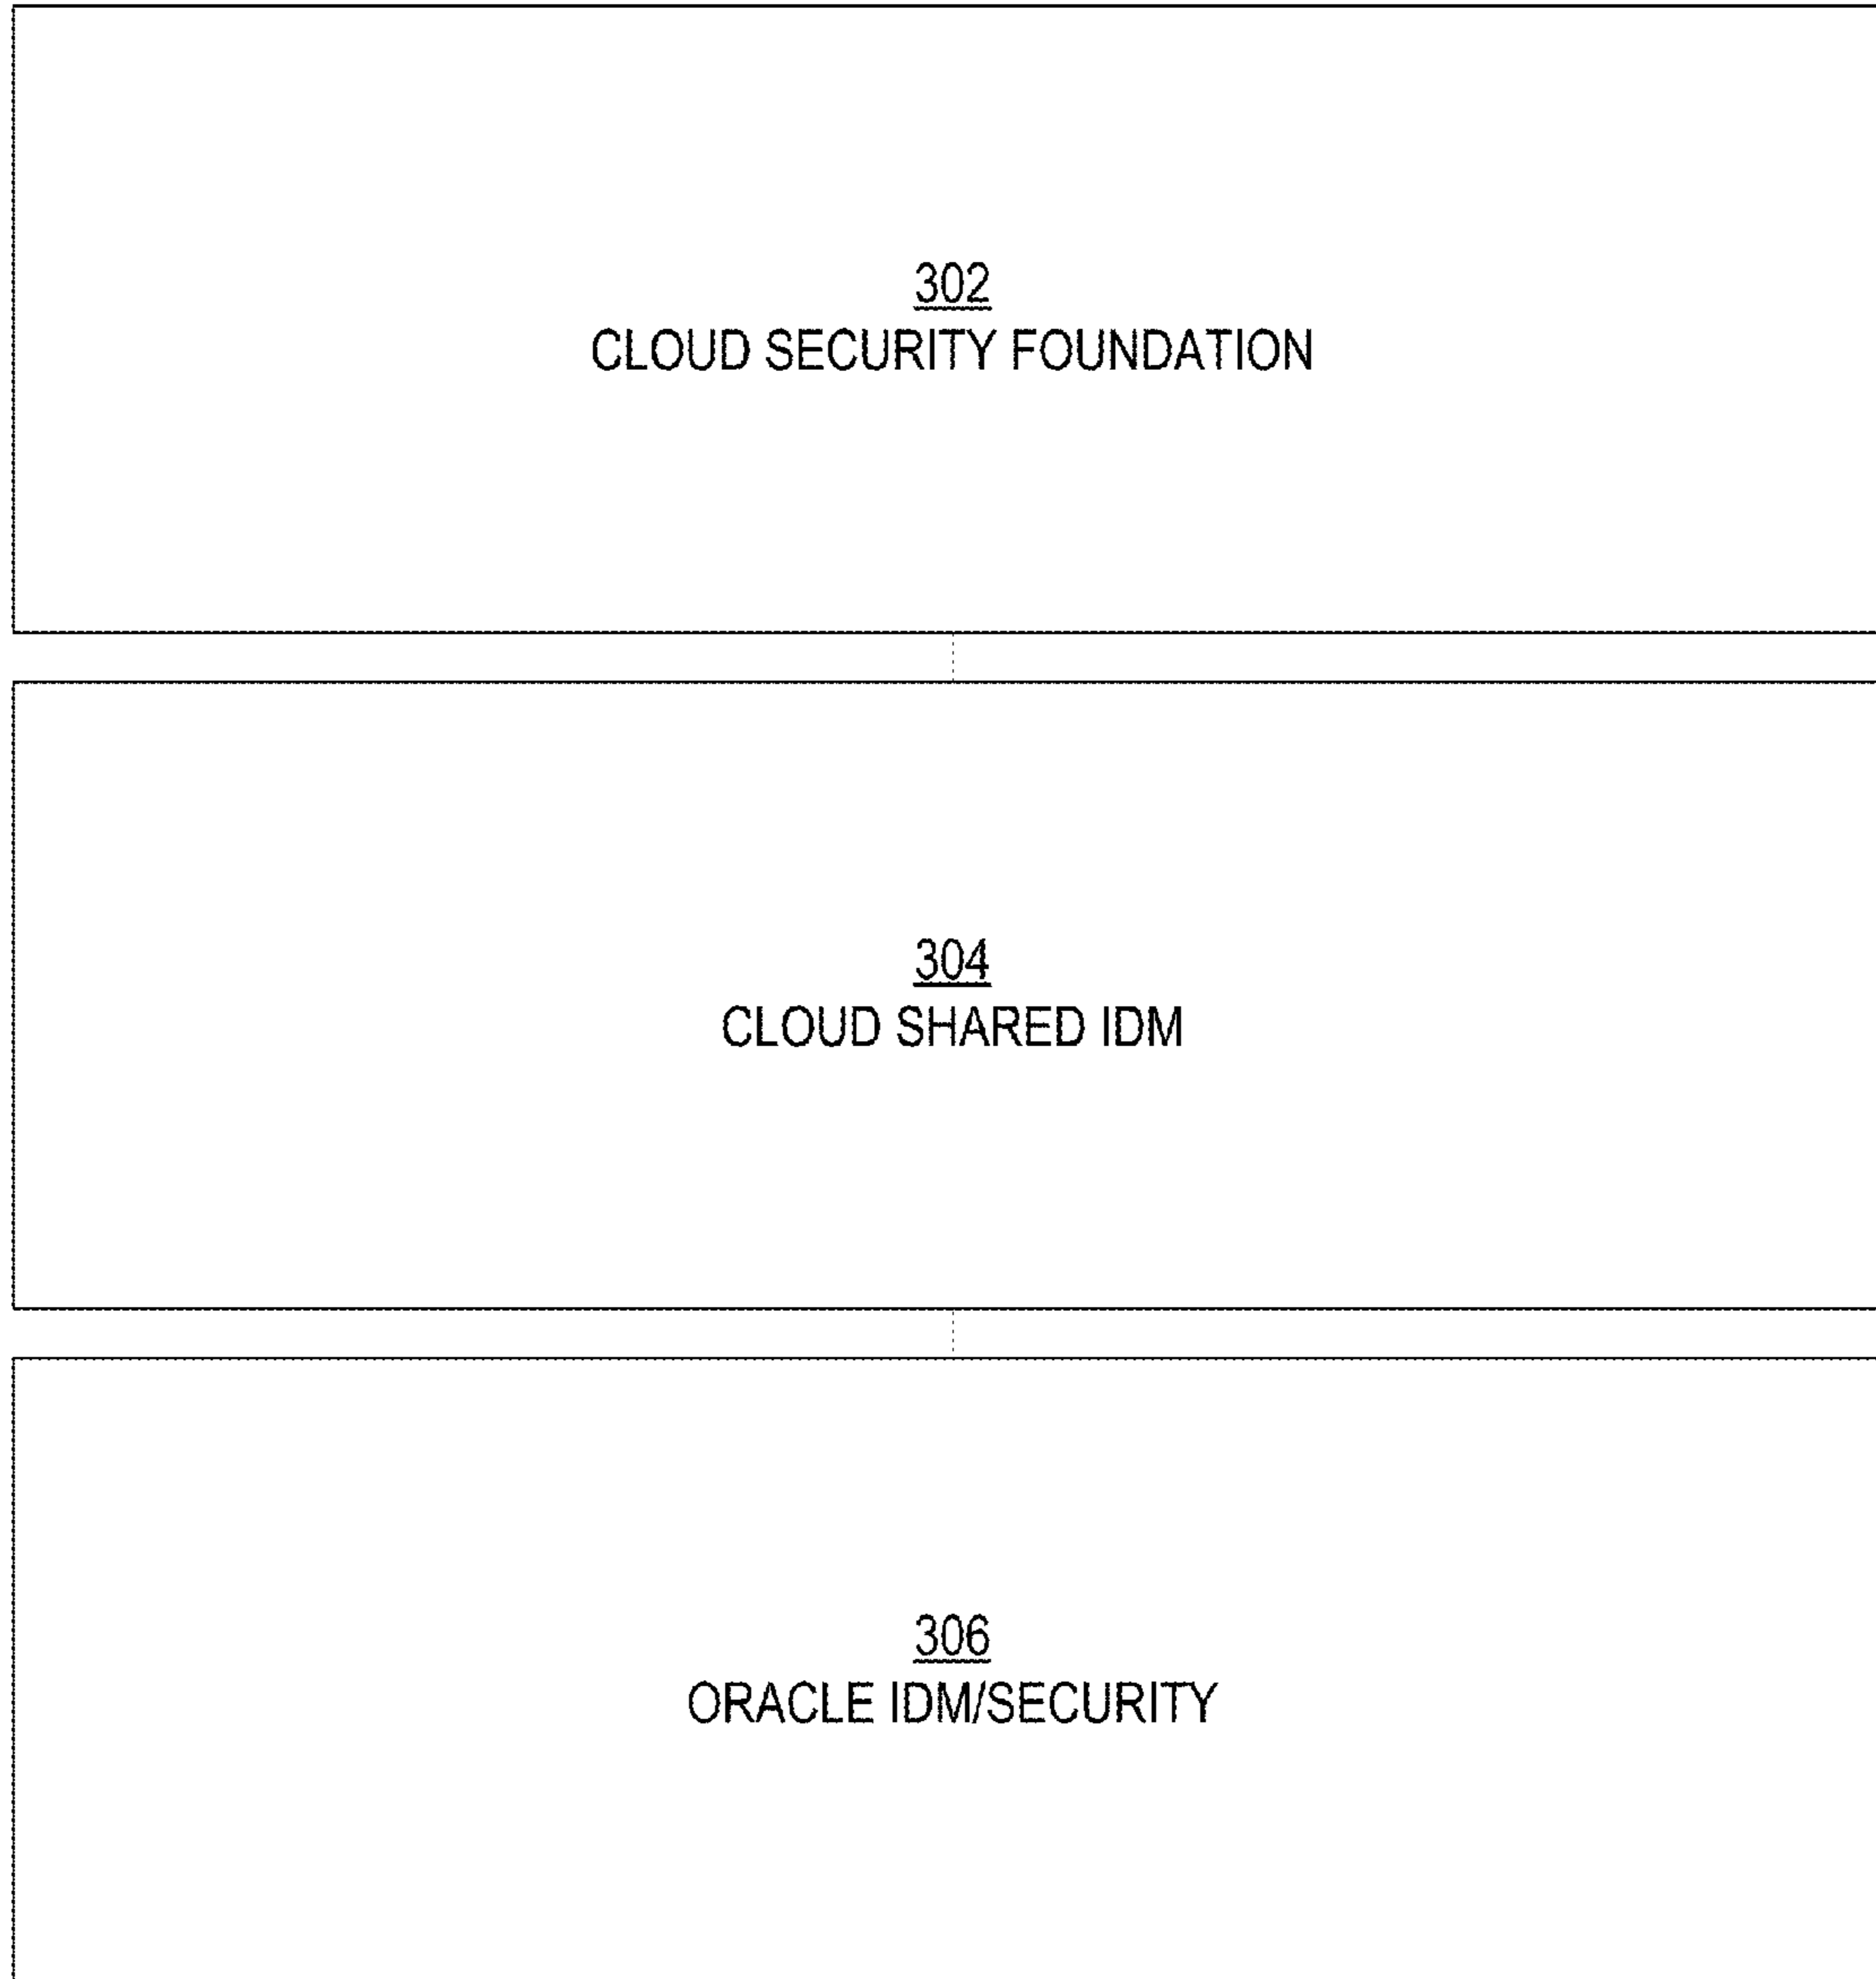 302
CLOUD SECURITY FOUNDATION
304
CLOUD SHARED IDM
306
ORACLE IDM/SECURITY